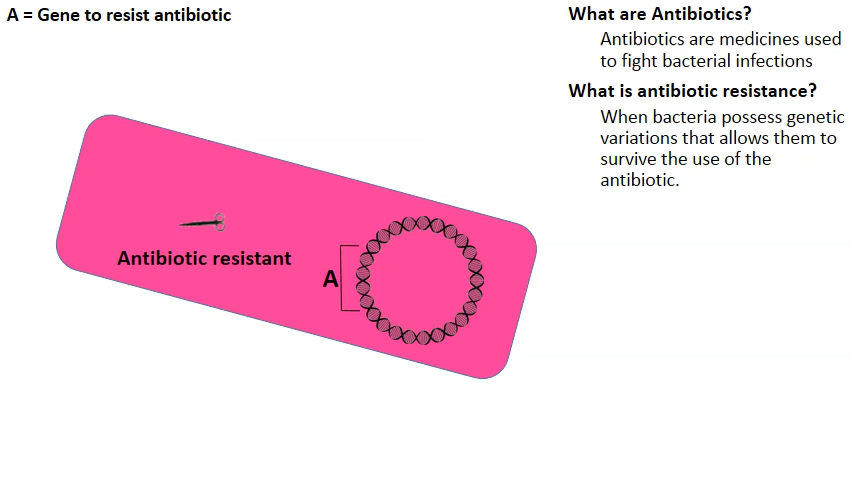 A = Gene to resist antibiotic
What are Antibiotics?
Antibiotics are medicines used
to fight bacterial infections
What is antibiotic resistance?
When bacteria possess genetic
variations that allows them to
survive the use of the
antibiotic.
Antibiotic resistant
A